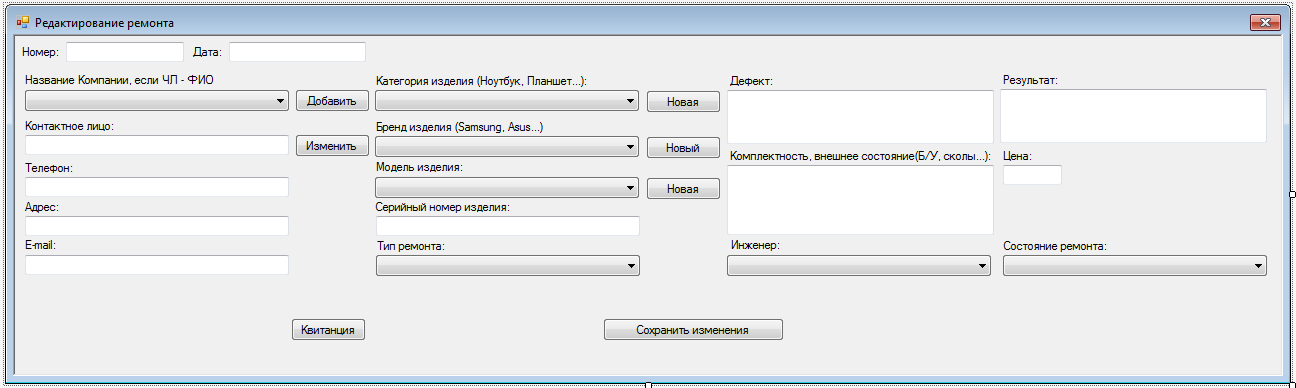 Редактирование ремонта
Номер: Дата:
Название Компании, если ЧЛ - ФИО
Добавить
Контактное лицо:
Изменить
Телефон:
Адрес:
E-mail:
Категория изделия (Ноутбук, Планшет...):
Новая
Бренд изделия (Samsung, Asus...)
Новый
Модель изделия:
Новая
Серийный номер изделия:
Тип ремонта:
Дефект:
Комплектность, внешнее состояние(Б/У, сколы...):
Инженер:
Результат:
Цена:
Состояние ремонта:
Квитанция
Сохранить изменения